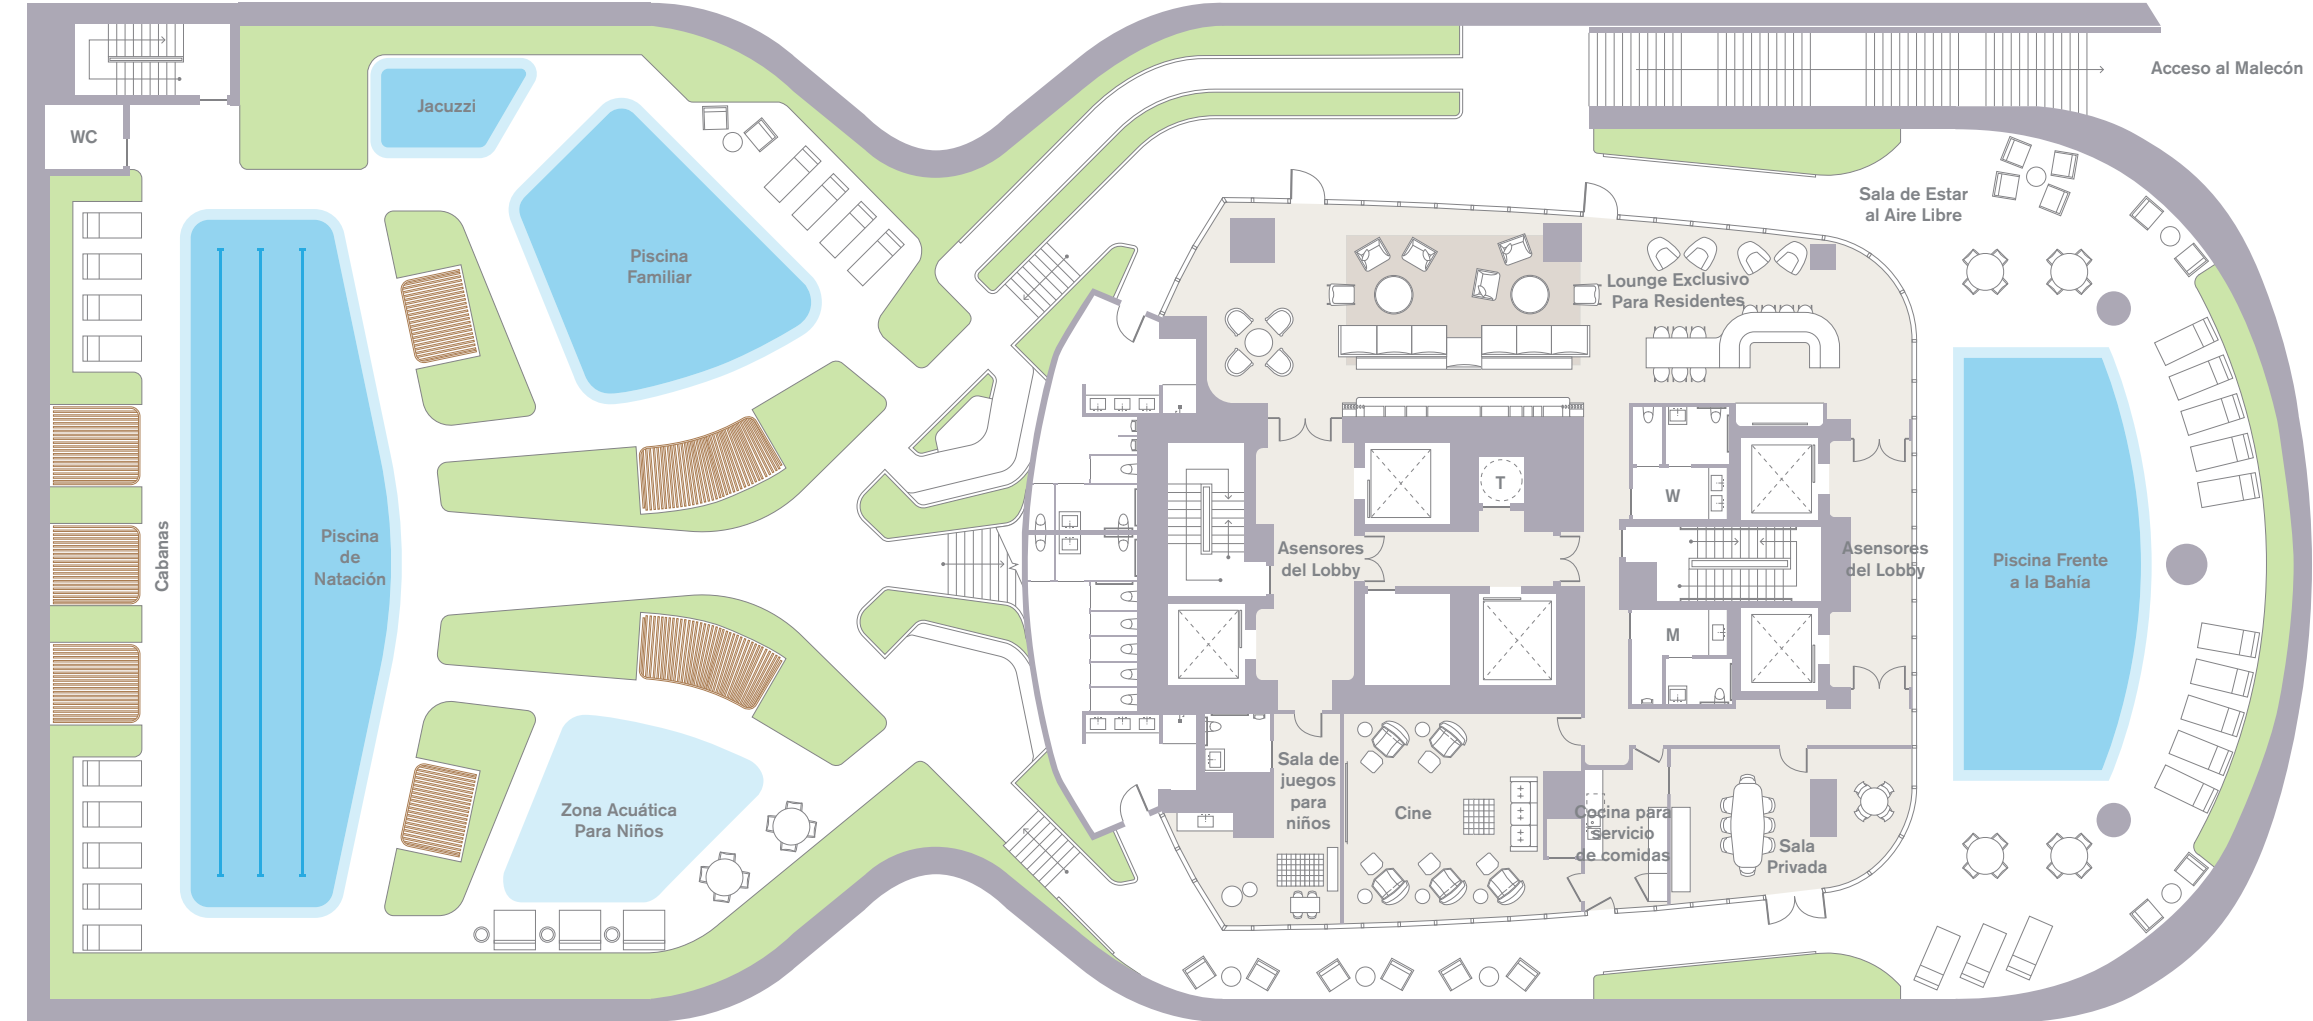 Acceso al Malecón
Jacuzzi
WC
Sala de Estar
al Aire Libre
Piscina
Familiar
Lounge Exclusivo
Para Residentes
T
W
Cabanas
Piscina
de
Natación
Asensores
del Lobby
Asensores
del Lobby
Piscina Frente
a la Bahía
M
Sala de
juegos
para
niños
Zona Acuática
Para Niños
Cine
Cocina para
servicio
de comidas
Sala
Privada